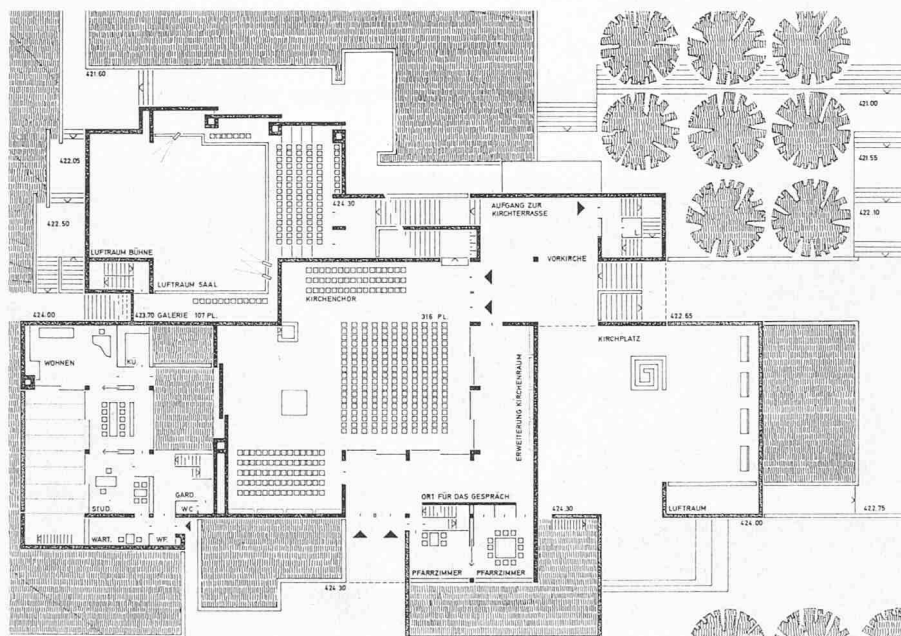 421.60
421.00
422.05
421.55
424.30
AUFGANG ZUR
KIRCHTERRASSE
422.10
422.50
L
LUFTRAUM BÜHNE
VORKIRCHE
LUFTRAUM SAAL
KIRCHENCHOR
424.00
423.70 GALERIE 107 PL.
316 PL.
422.65
KIRCHPLATZ
WOHNEN
KÜ.
ERWEITERUNG KIRCHENRAUM
GARD.
ORT FÜR DAS GESPRÄCH
STUD.
WC
424.30
LUFTRAUM
422.75
424.00
WART.
WF.
PFARRZIMMER
PFARRZIMMER
424.30